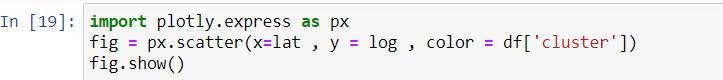 In [19]: import plotly.express as px
fig = px.scatter(x=lat , y = log , color = df['cluster'])
fig.show()